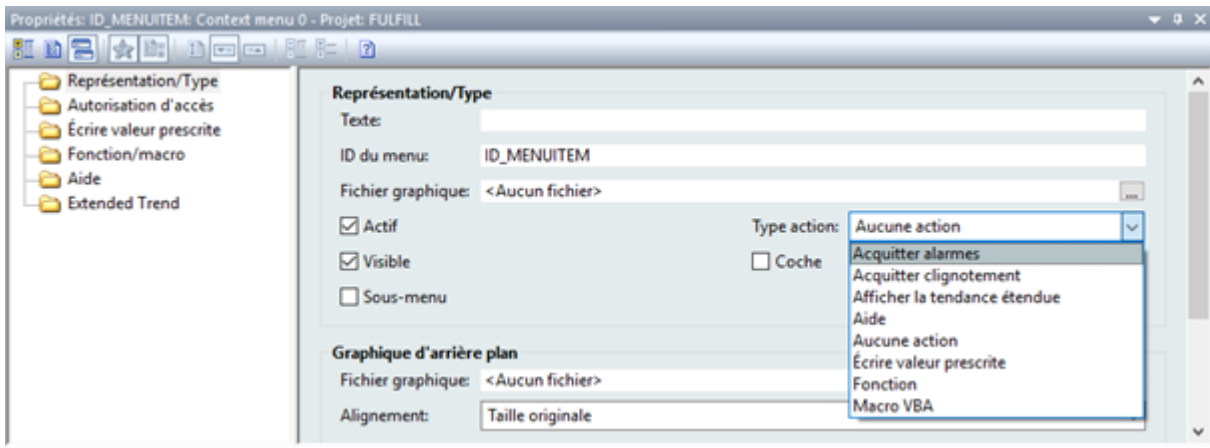 Propriétés: ID_MENUITEM: Context menu 0 - Projet: FULFILL
Représentation/Type
Autorisation d'accès
Écrire valeur prescrite
Fonction/macro
Aide
Extended Trend
Représentation/Type
Texte:
ID du menu: ID_MENUITEM
Fichier graphique: <Aucun fichier> ...
Actif Type action: Aucune action
Visible Coche
Sous-menu
Acquitter alarmes
Acquitter clignotement
Afficher la tendance étendue
Aide
Aucune action
Écrire valeur prescrite
Fonction
Macro VBA
Graphique d'arrière plan
Fichier graphique: <Aucun fichier>
Alignement: Taille originale